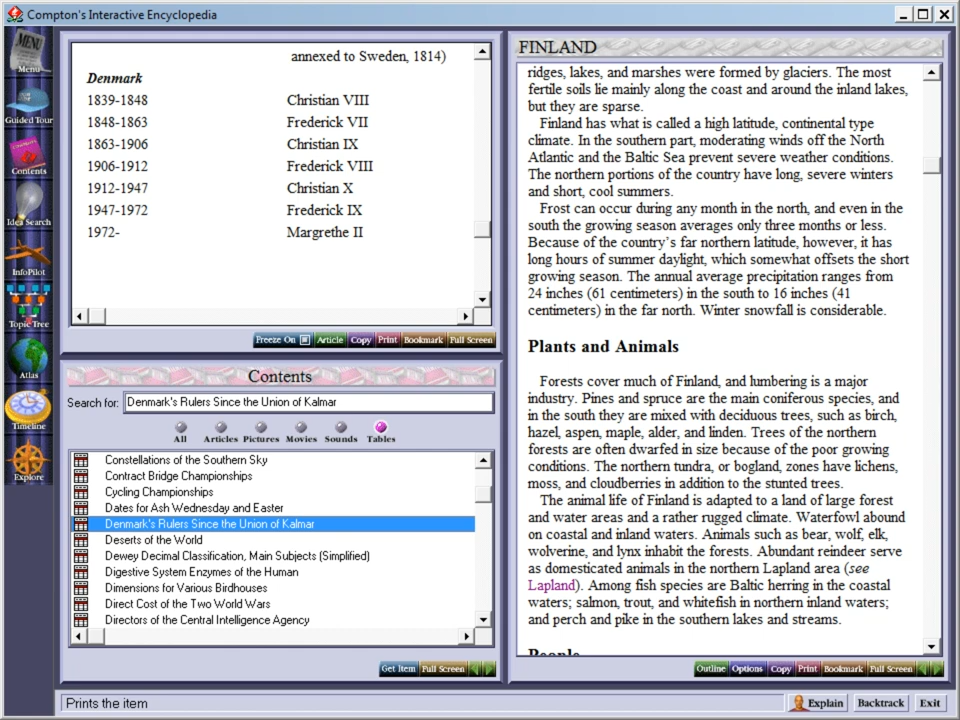 Compton's Interactive Encyclopedia
Menu
Guided Tour
Contents
Idea Search
InfoPilot
Topic Tree
Atlas
Timeline
Explore
annexed to Sweden, 1814)
Denmark
1839-1848 Christian VIII
1848-1863 Frederick VII
1863-1906 Christian IX
1906-1912 Frederick VIII
1912-1947 Christian X
1947-1972 Frederick IX
1972- Margrethe II
Freeze On Article Copy Print Bookmark Full Screen
Contents
Search for: Denmark's Rulers Since the Union of Kalmar
All Articles Pictures Movies Sounds Tables
Constellations of the Southern Sky
Contract Bridge Championships
Cycling Championships
Dates for Ash Wednesday and Easter
Denmark's Rulers Since the Union of Kalmar
Deserts of the World
Dewey Decimal Classification, Main Subjects (Simplified)
Digestive System Enzymes of the Human
Dimensions for Various Birdhouses
Direct Cost of the Two World Wars
Directors of the Central Intelligence Agency
Get Item Full Screen
FINLAND
ridges, lakes, and marshes were formed by glaciers. The most
fertile soils lie mainly along the coast and around the inland lakes,
but they are sparse.
Finland has what is called a high latitude, continental type
climate. In the southern part, moderating winds off the North
Atlantic and the Baltic Sea prevent severe weather conditions.
The northern portions of the country have long, severe winters
and short, cool summers.
Frost can occur during any month in the north, and even in the
south the growing season averages only three months or less.
Because of the country's far northern latitude, however, it has
long hours of summer daylight, which somewhat offsets the short
growing season. The annual average precipitation ranges from
24 inches (61 centimeters) in the south to 16 inches (41
centimeters) in the far north. Winter snowfall is considerable.
Plants and Animals
Forests cover much of Finland, and lumbering is a major
industry. Pines and spruce are the main coniferous species, and
in the south they are mixed with deciduous trees, such as birch,
hazel, aspen, maple, alder, and linden. Trees of the northern
forests are often dwarfed in size because of the poor growing
conditions. The northern tundra, or bogland, zones have lichens,
moss, and cloudberries in addition to the stunted trees.
The animal life of Finland is adapted to a land of large forest
and water areas and a rather rugged climate. Waterfowl abound
on coastal and inland waters. Animals such as bear, wolf, elk,
wolverine, and lynx inhabit the forests. Abundant reindeer serve
as domesticated animals in the northern Lapland area (see
Lapland). Among fish species are Baltic herring in the coastal
waters; salmon, trout, and whitefish in northern inland waters;
and perch and pike in the southern lakes and streams.
People
Outline Options Copy Print Bookmark Full Screen
Prints the item
Explain Backtrack Exit